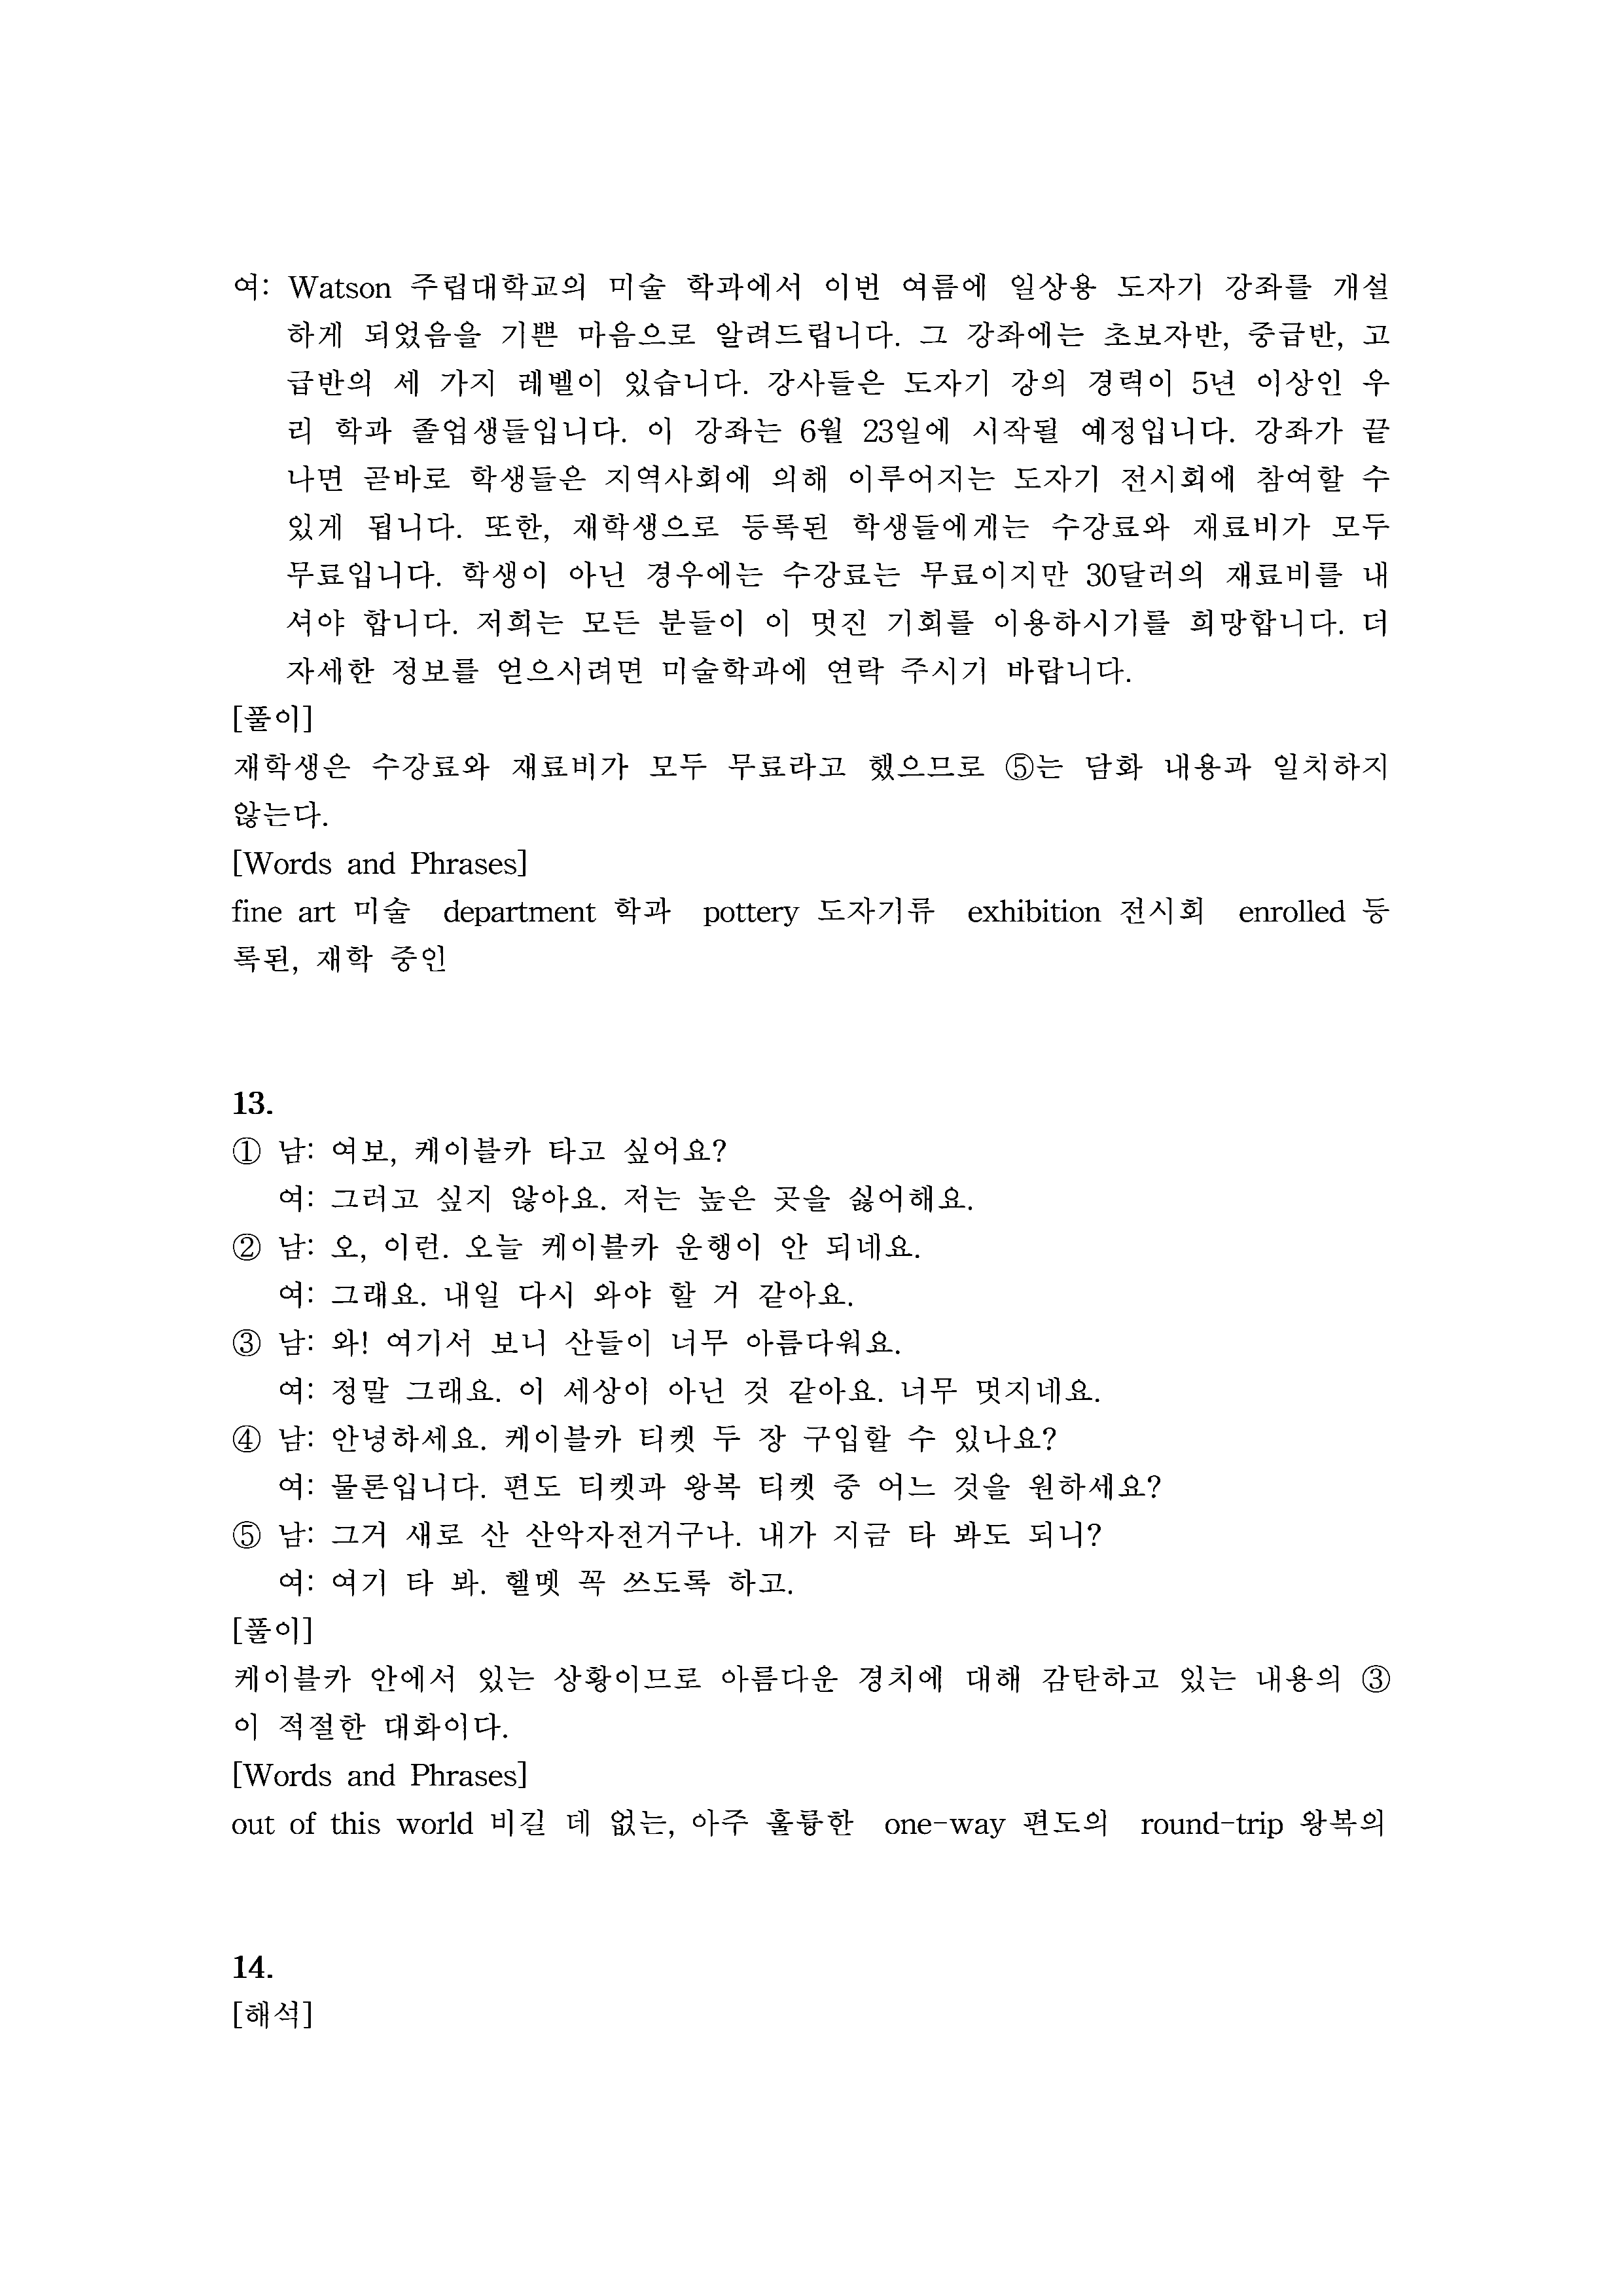 여: Watson 주립대학교의 미술 학과에서 이번 여름에 일상용 도자기 강좌를 개설
하게 되었음을 기쁜 마음으로 알려드립니다. 그 강좌에는 초보자반, 중급반, 고
급반의 세 가지 레벨이 있습니다. 강사들은 도자기 강의 경력이 5년 이상인 우
리 학과 졸업생들입니다. 이 강좌는 6월 23일에 시작될 예정입니다. 강좌가 끝
나면 곧바로 학생들은 지역사회에 의해 이루어지는 도자기 전시회에 참여할 수
있게 됩니다. 또한, 재학생으로 등록된 학생들에게는 수강료와 재료비가 모두
무료입니다. 학생이 아닌 경우에는 수강료는 무료이지만 30달러의 재료비를 내
셔야 합니다. 저희는 모든 분들이 이 멋진 기회를 이용하시기를 희망합니다. 더
자세한 정보를 얻으시려면 미술학과에 연락 주시기 바랍니다.
[풀이]
재학생은 수강료와 재료비가 모두 무료라고 했으므로 ⑤는 담화 내용과 일치하지
않는다.
[Words and Phrases]
fine art 미술 department 학과 pottery 도자기류 exhibition 전시회 enrolled 등
록된, 재학 중인
13.
① 남: 여보, 케이블카 타고 싶어요?
여: 그러고 싶지 않아요. 저는 높은 곳을 싫어해요.
② 남: 오, 이런. 오늘 케이블카 운행이 안 되네요.
여: 그래요. 내일 다시 와야 할 거 같아요.
③ 남: 와! 여기서 보니 산들이 너무 아름다워요.
여: 정말 그래요. 이 세상이 아닌 것 같아요. 너무 멋지네요.
④ 남: 안녕하세요. 케이블카 티켓 두 장 구입할 수 있나요?
여: 물론입니다. 편도 티켓과 왕복 티켓 중 어느 것을 원하세요?
⑤ 남: 그거 새로 산 산악자전거구나. 내가 지금 타 봐도 되니?
여: 여기 타 봐. 헬멧 꼭 쓰도록 하고.
[풀이]
케이블카 안에서 있는 상황이므로 아름다운 경치에 대해 감탄하고 있는 내용의 ③
이 적절한 대화이다.
[Words and Phrases]
out of this world 비길 데 없는, 아주 훌륭한 one-way 편도의 round-trip 왕복의
14.
[해석]